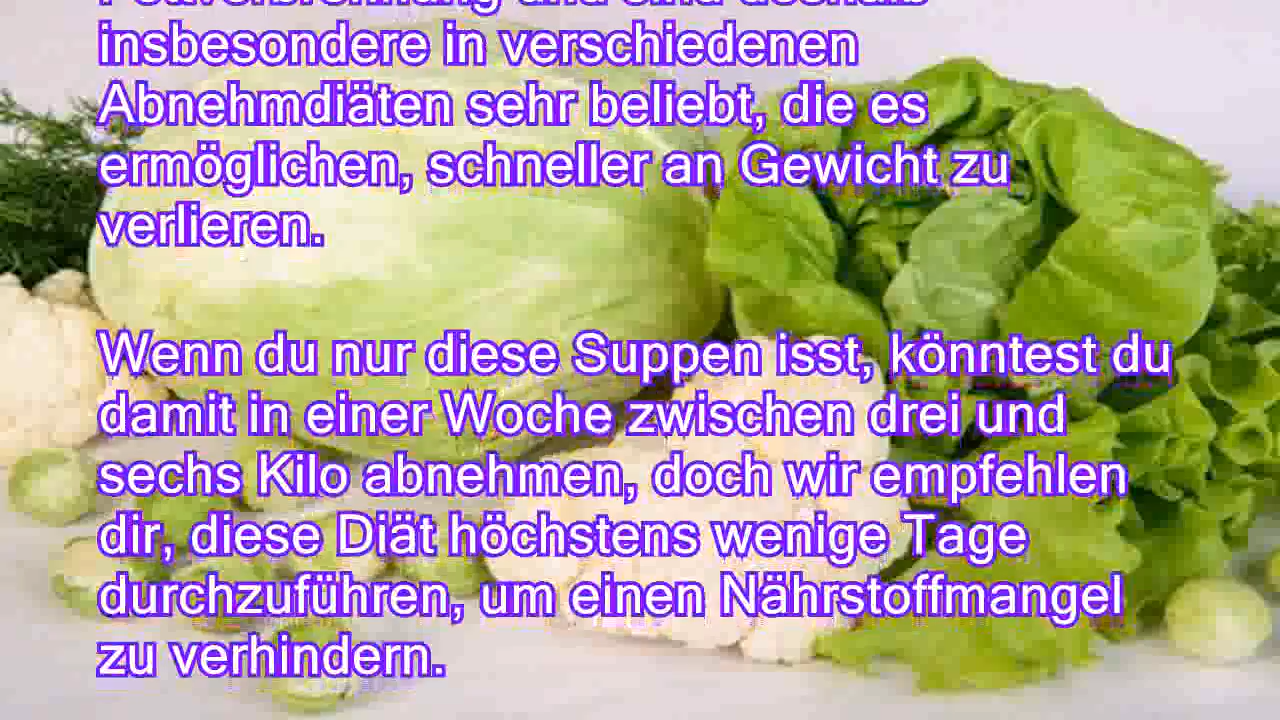 insbesondere in verschiedenen
Abnehmdiäten sehr beliebt, die es
ermöglichen, schneller an Gewicht zu
verlieren.
Wenn du nur diese Suppen isst, könntest du
damit in einer Woche zwischen drei und
sechs Kilo abnehmen, doch wir empfehlen
dir, diese Diät höchstens wenige Tage
durchzuführen, um einen Nährstoffmangel
zu verhindern.